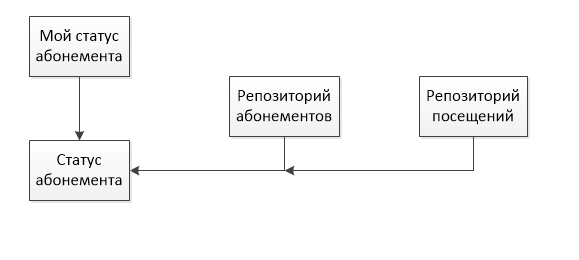 Мой статус
абонемента
Репозиторий
абонементов
Репозиторий
посещений
Статус
абонемента